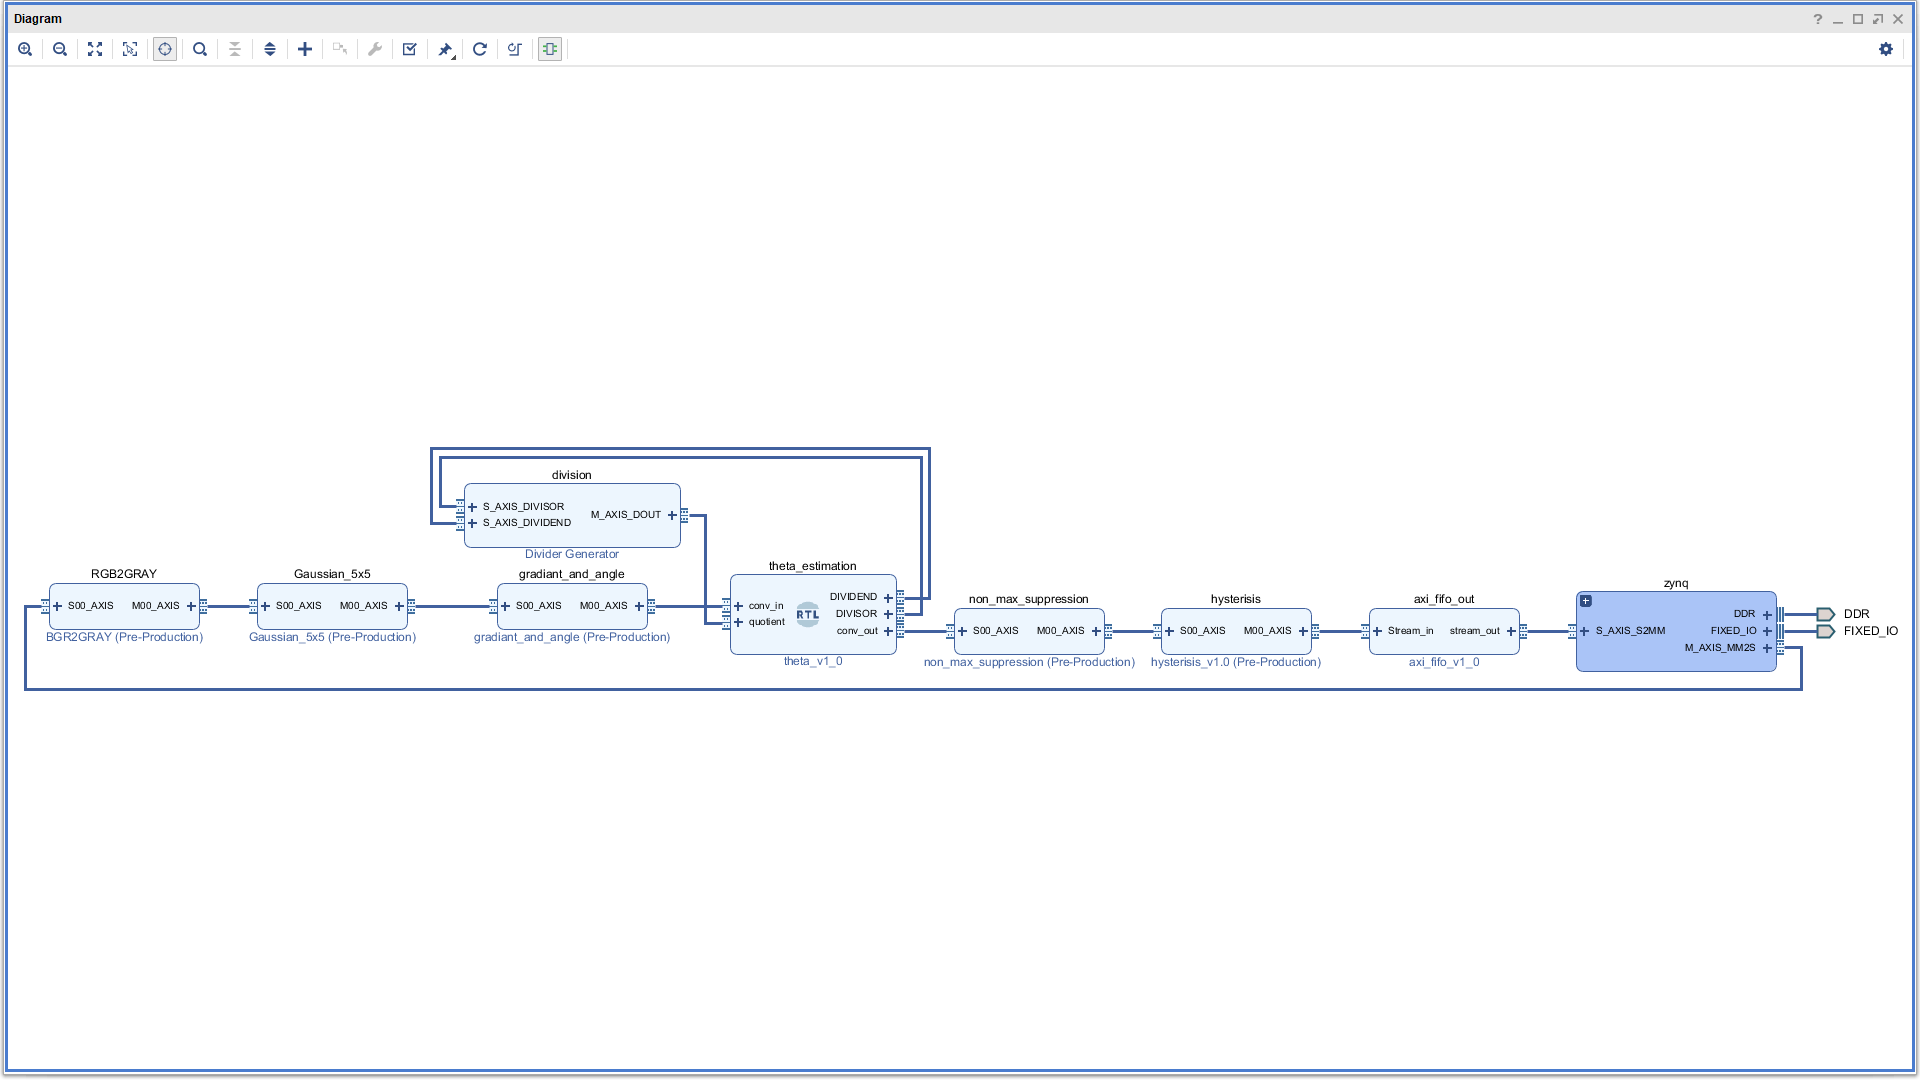 Diagram
?
division
S_AXIS_DIVISOR
S_AXIS_DIVIDEND
M_AXIS_DOUT
Divider Generator
RGB2GRAY
S00_AXIS M00_AXIS
BGR2GRAY (Pre-Production)
Gaussian_5x5
S00_AXIS M00_AXIS
Gaussian_5x5 (Pre-Production)
gradiant_and_angle
S00_AXIS M00_AXIS
gradiant_and_angle (Pre-Production)
theta_estimation
conv_in
quotient
RTL
DIVIDEND
DIVISOR
conv_out
theta_v1_0
non_max_suppression
S00_AXIS M00_AXIS
non_max_suppression (Pre-Production)
hysterisis
S00_AXIS M00_AXIS
hysterisis_v1.0 (Pre-Production)
axi_fifo_out
Stream_in stream_out
axi_fifo_v1_0
zynq
S_AXIS_S2MM
DDR
FIXED_IO
M_AXIS_MM2S
DDR
FIXED_IO